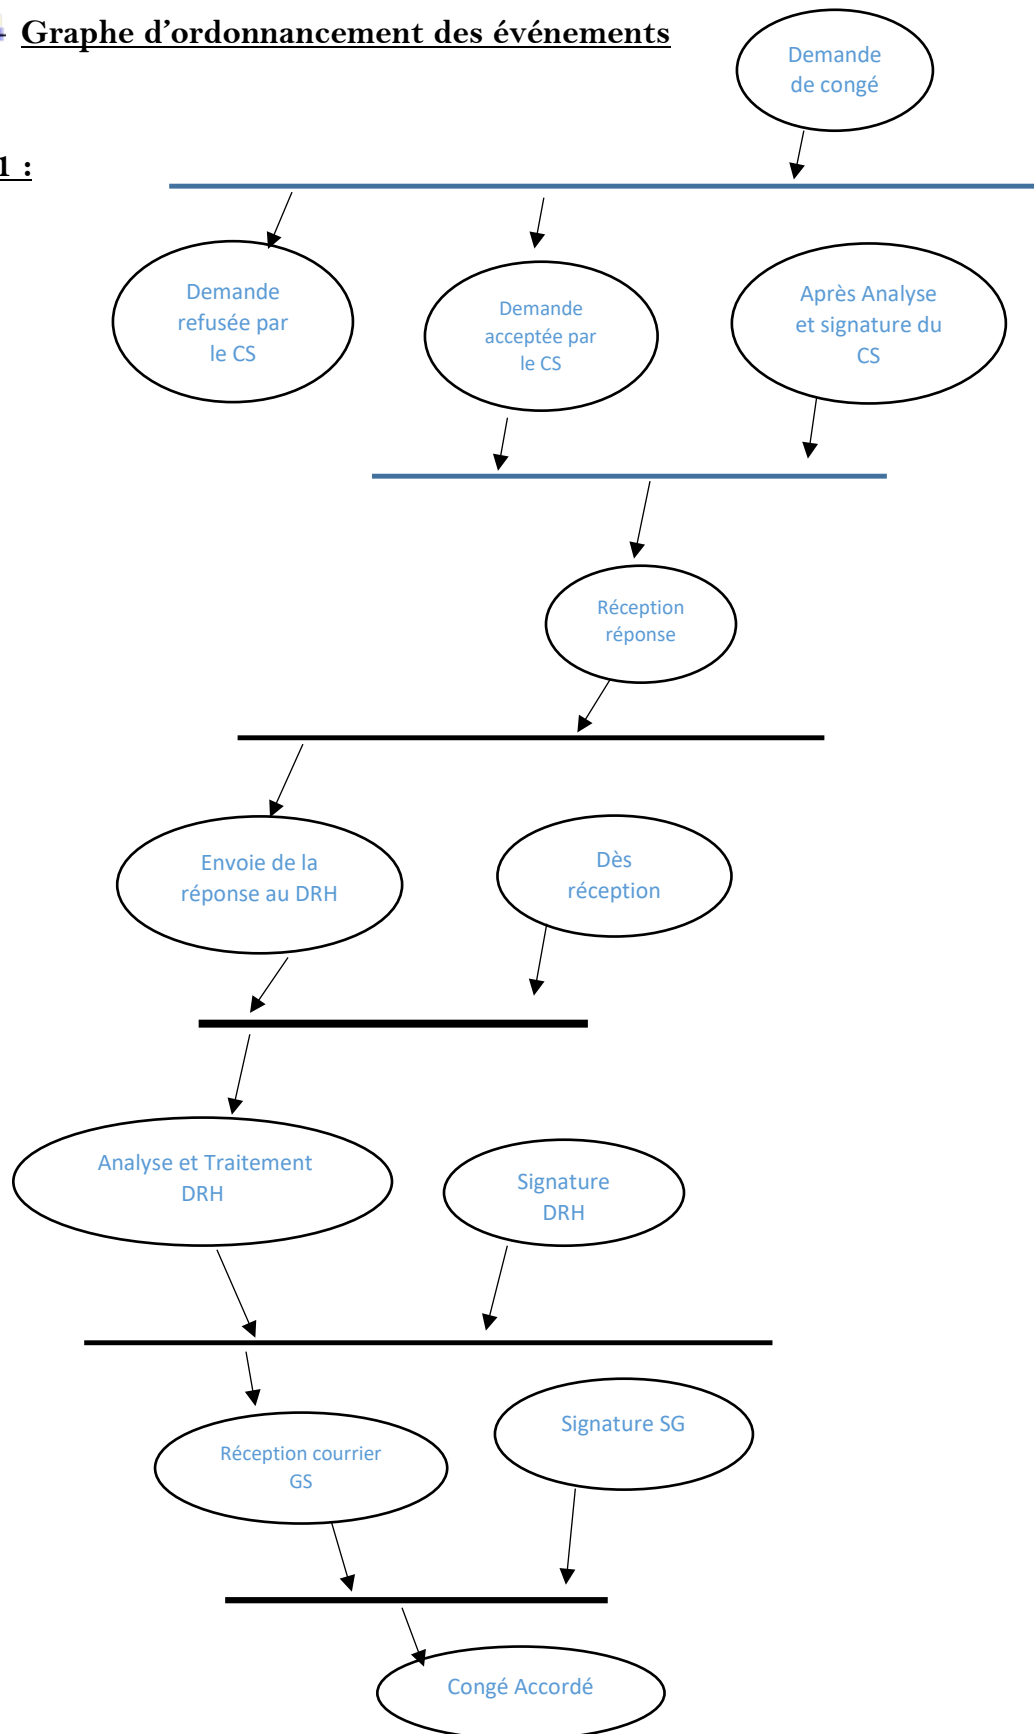 Graphe d'ordonnancement des événements
Demande
de congé
1 :
Demande
refusée par
le CS
Demande
acceptée par
le CS
Après Analyse
et signature du
CS
Réception
réponse
Envoie de la
réponse au DRH
Dès
réception
Analyse et Traitement
DRH
Signature
DRH
Signature SG
Réception courrier
GS
Congé Accordé